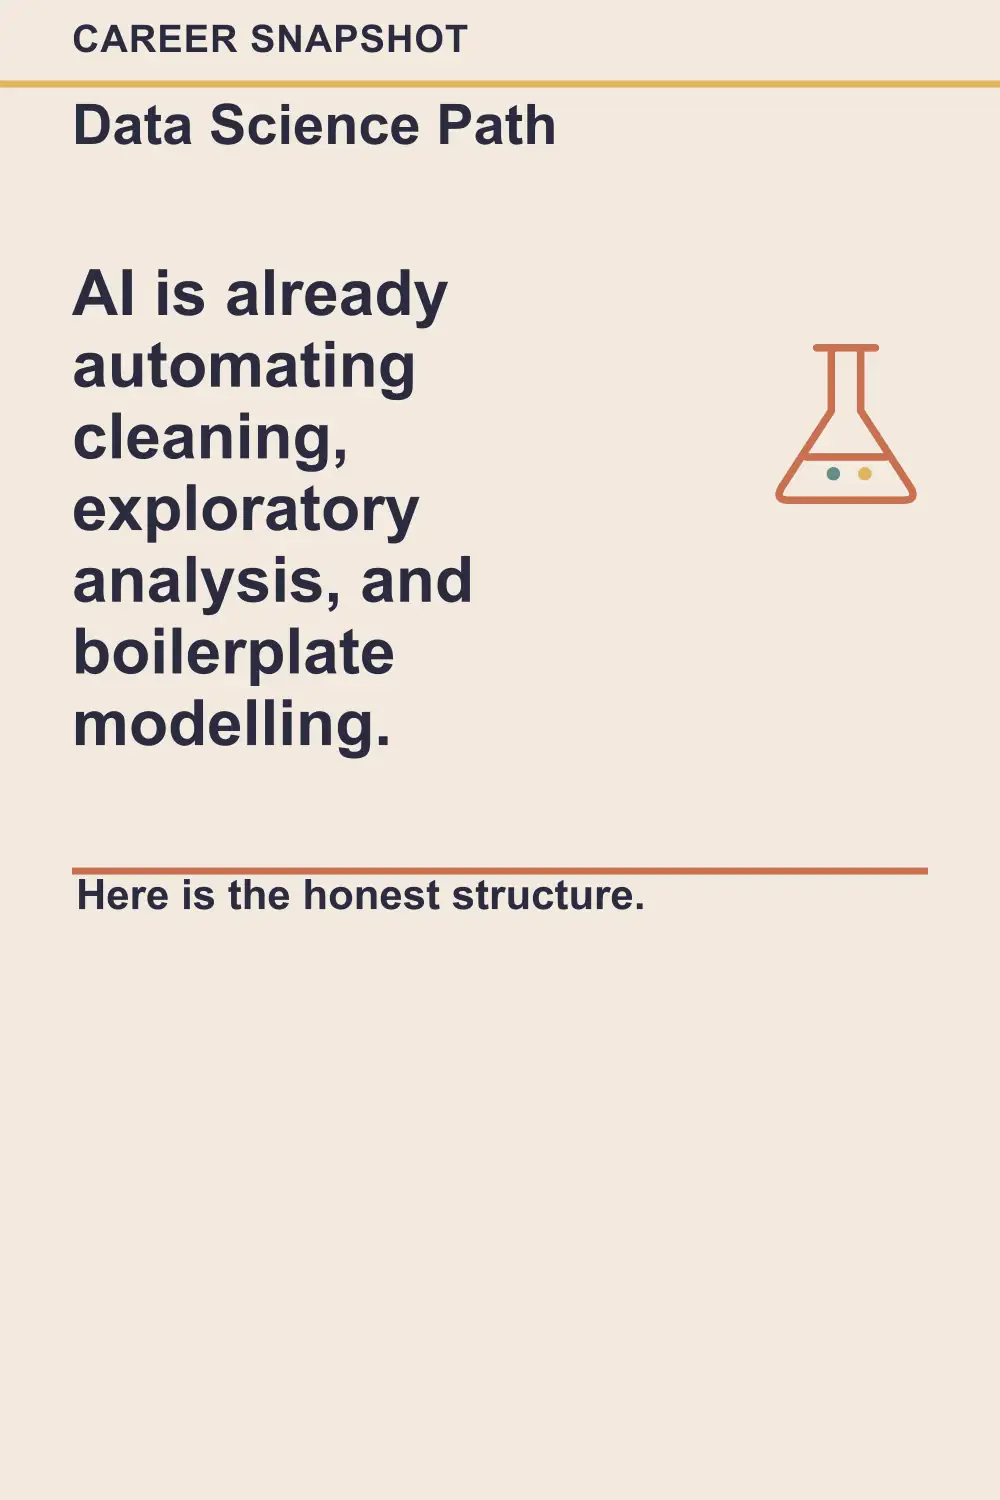 CAREER SNAPSHOT
Data Science Path
AI is already
automating
cleaning,
exploratory
analysis, and
boilerplate
modelling.
Here is the honest structure.